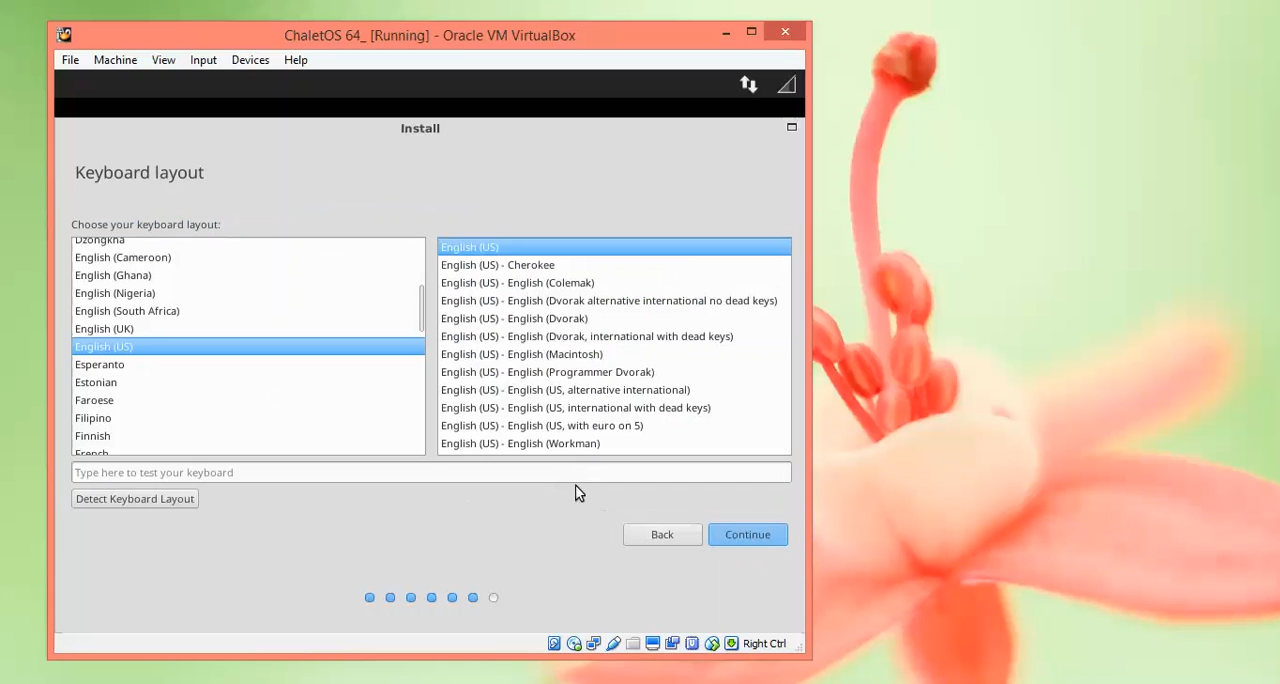 ChaletOS 64_ [Running] - Oracle VM VirtualBox
File Machine View Input Devices Help
Install
Keyboard layout
Choose your keyboard layout:
Dzongkha
English (Cameroon)
English (Ghana)
English (Nigeria)
English (South Africa)
English (UK)
English (US)
Esperanto
Estonian
Faroese
Filipino
Finnish
French
English (US)
English (US) - Cherokee
English (US) - English (Colemak)
English (US) - English (Dvorak alternative international no dead keys)
English (US) - English (Dvorak)
English (US) - English (Dvorak, international with dead keys)
English (US) - English (Macintosh)
English (US) - English (Programmer Dvorak)
English (US) - English (US, alternative international)
English (US) - English (US, international with dead keys)
English (US) - English (US, with euro on 5)
English (US) - English (Workman)
Type here to test your keyboard
Detect Keyboard Layout
Back Continue
Right Ctrl